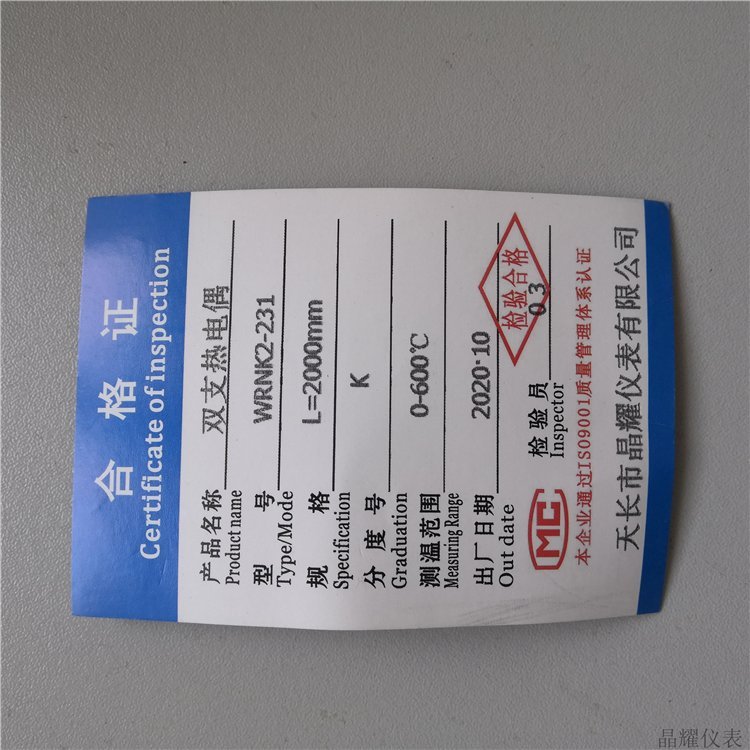 合格证
Certificate of inspection
产品名称 双支热电偶
Product name
型号 WRNK2-231
Type/Mode
规格 L=2000mm
Specification
分度号 K
Graduation
测温范围 0-600℃
Measuring Range
出厂日期 2020·10
Out date
检验员 0.3
Inspector
检验合格
MC
本企业通过ISO9001质量管理体系认证
天长市晶耀仪表有限公司
晶耀仪表